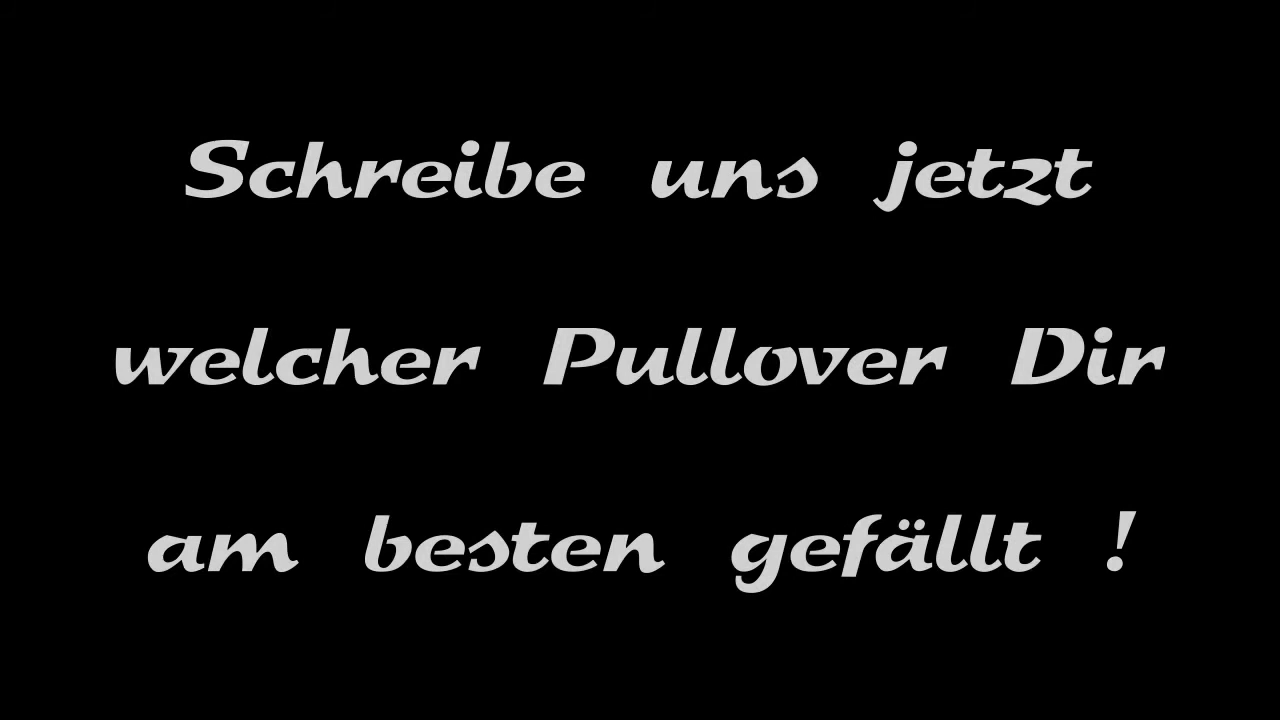 Schreibe uns jetzt
welcher Pullover Dir
am besten gefällt !